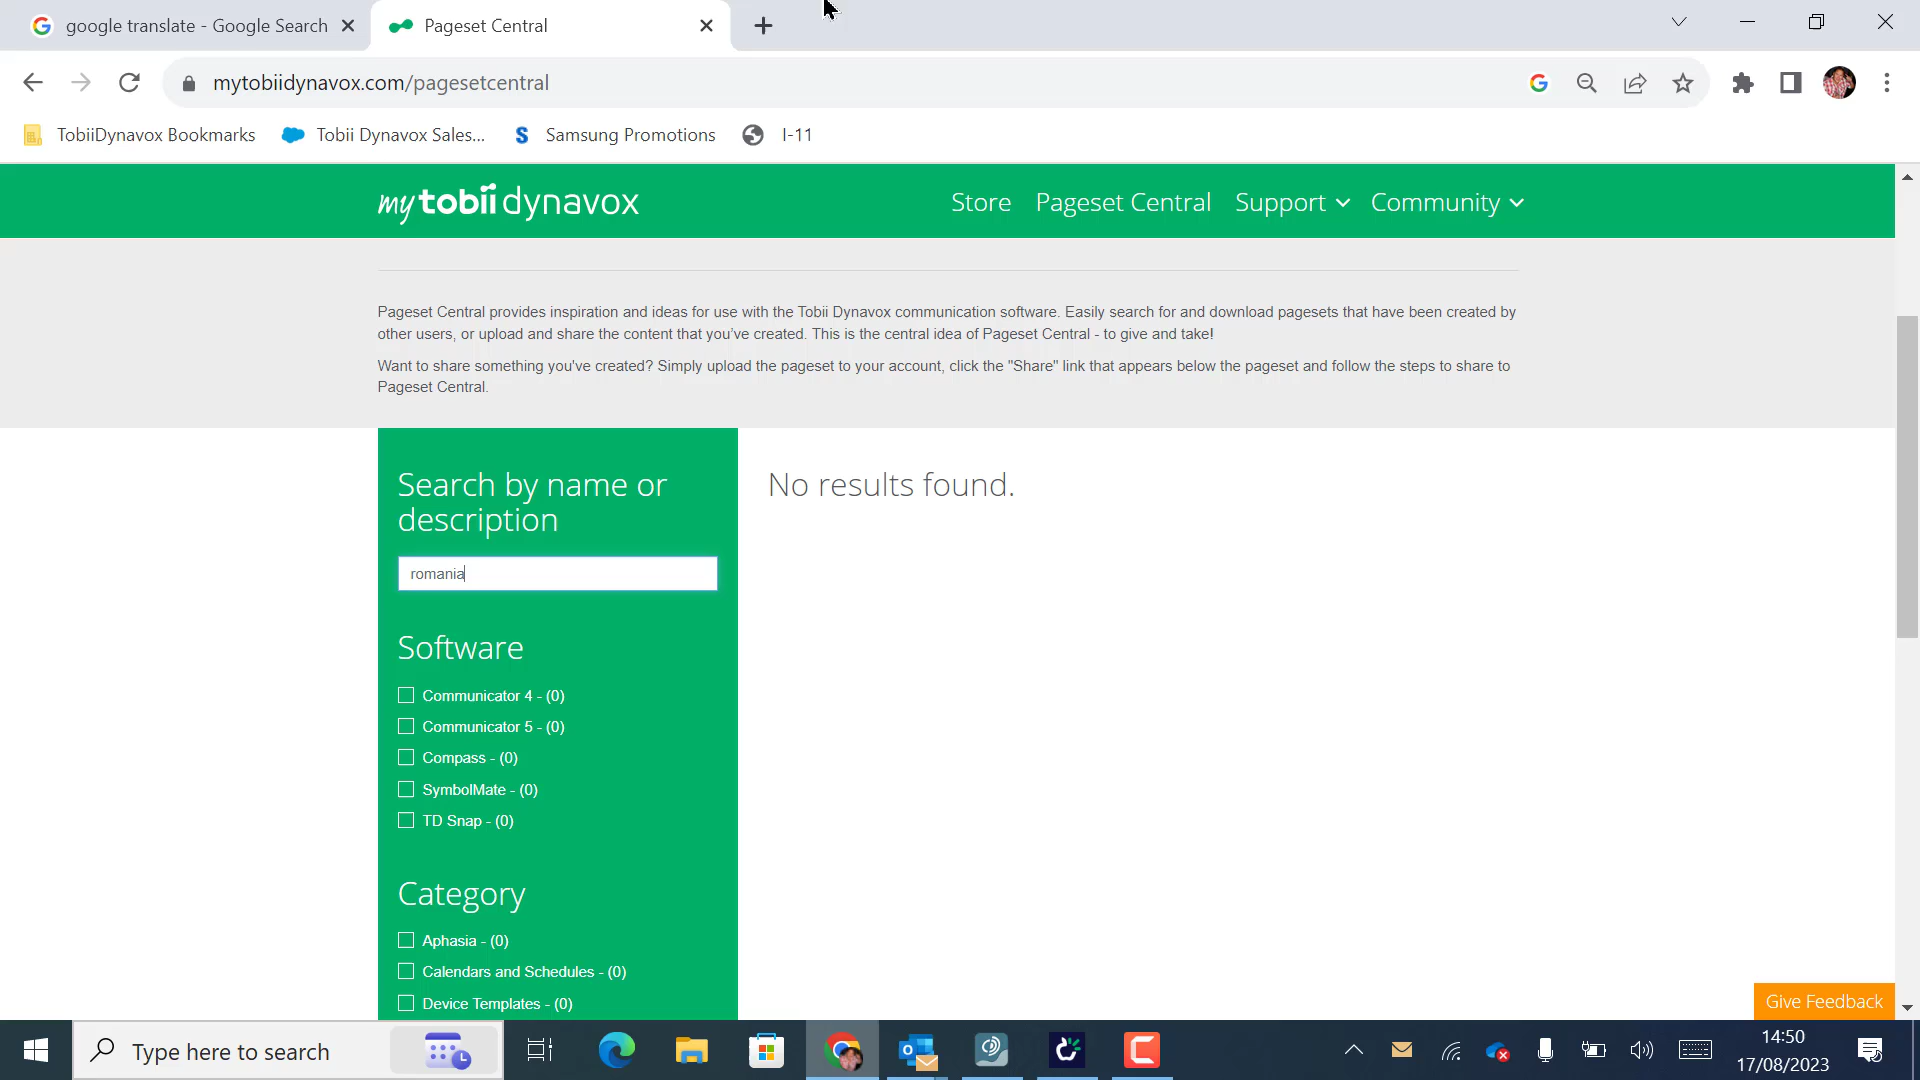 google translate - Google Search
Pageset Central
mytobiidynavox.com/pagesetcentral
TobiiDynavox Bookmarks
Tobii Dynavox Sales...
Samsung Promotions
I-11
my tobii dynavox
Store
Pageset Central
Support
Community
Pageset Central provides inspiration and ideas for use with the Tobii Dynavox communication software. Easily search for and download pagesets that have been created by
other users, or upload and share the content that you've created. This is the central idea of Pageset Central - to give and take!
Want to share something you've created? Simply upload the pageset to your account, click the "Share" link that appears below the pageset and follow the steps to share to
Pageset Central.
Search by name or
description
romania
No results found.
Software
Communicator 4 - (0)
Communicator 5 - (0)
Compass - (0)
SymbolMate - (0)
TD Snap - (0)
Category
Aphasia - (0)
Calendars and Schedules - (0)
Device Templates - (0)
Give Feedback
Type here to search
14:50
17/08/2023